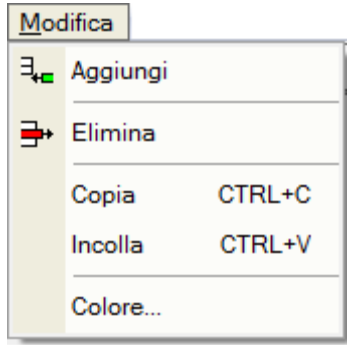 Modifica
Aggiungi
Elimina
Copia CTRL+C
Incolla CTRL+V
Colore...